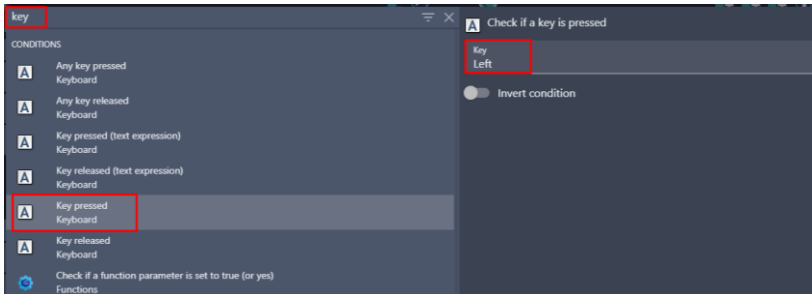 key
CONDITIONS
Any key pressed
Keyboard
Any key released
Keyboard
Key pressed (text expression)
Keyboard
Key released (text expression)
Keyboard
Key pressed
Keyboard
Key released
Keyboard
Check if a function parameter is set to true (or yes)
Functions
Check if a key is pressed
Key
Left
Invert condition